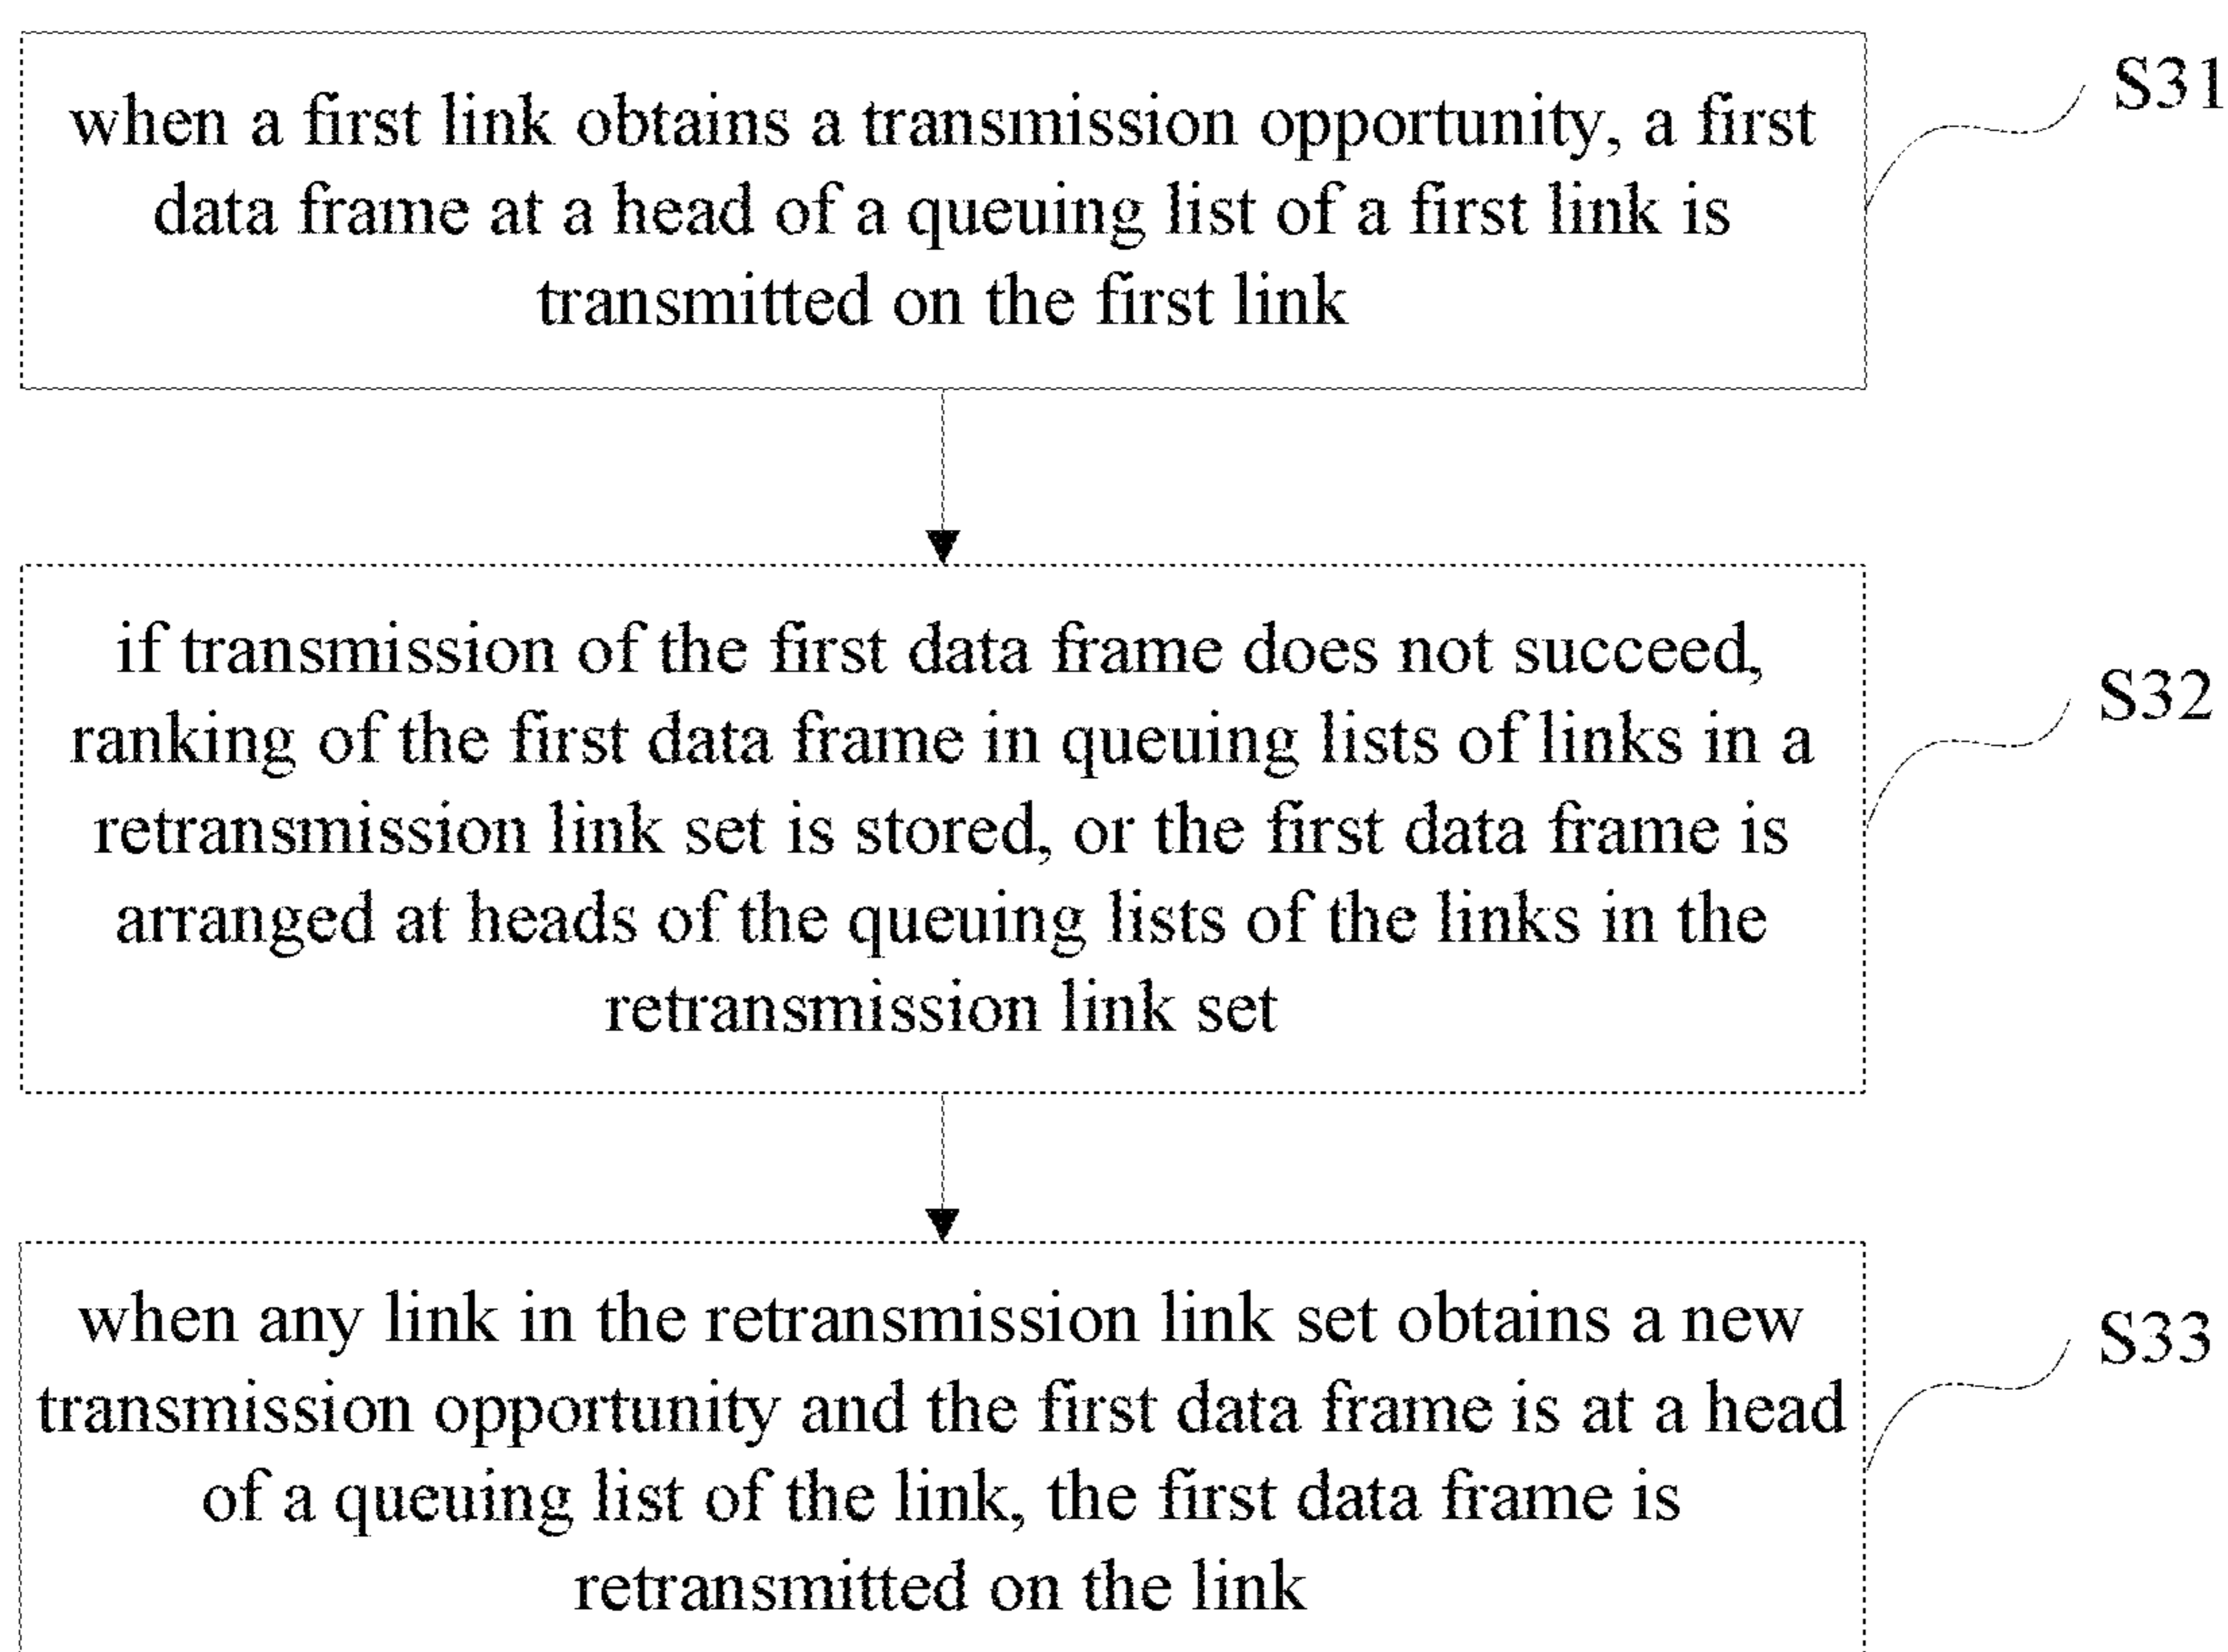 when a first link obtains a transmission opportunity, a first
data frame at a head of a queuing list of a first link is
transmitted on the first link
S31
if transmission of the first data frame does not succeed,
ranking of the first data frame in queuing lists of links in a
retransmission link set is stored, or the first data frame is
arranged at heads of the queuing lists of the links in the
retransmission link set
S32
when any link in the retransmission link set obtains a new
transmission opportunity and the first data frame is at a head
of a queuing list of the link, the first data frame is
retransmitted on the link
S33